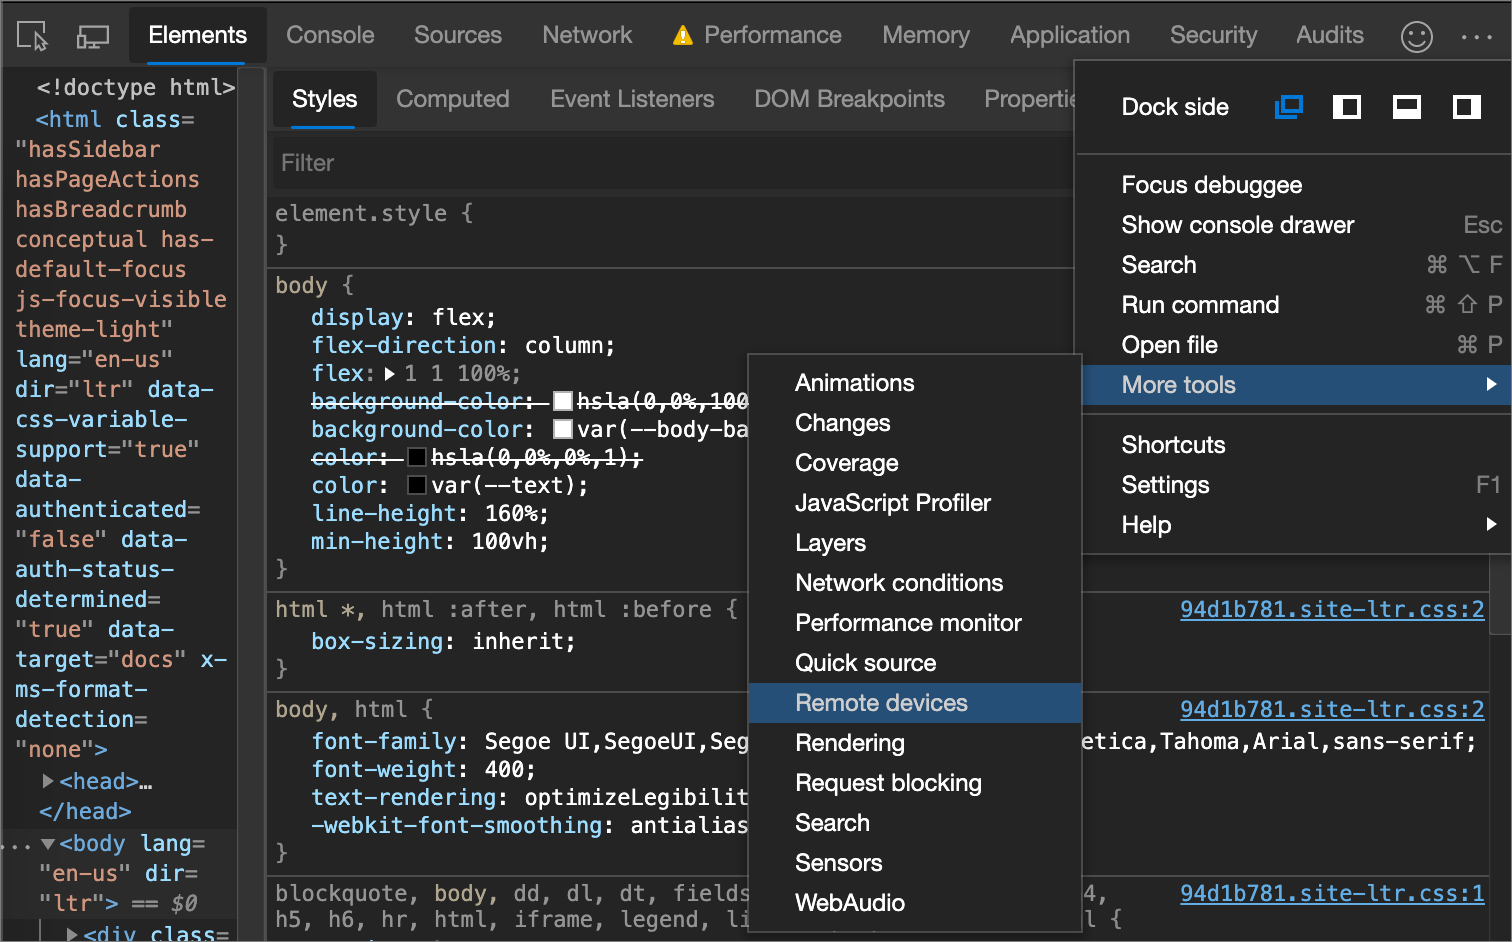 Elements Console Sources Network Performance Memory Application Security Audits
<!doctype html>
<html class=
"hasSidebar
hasPageActions
hasBreadcrumb
conceptual has-
default-focus
js-focus-visible
theme-light"
lang="en-us"
dir="ltr" data-
css-variable-
support="true"
data-
authenticated=
"false" data-
auth-status-
determined=
"true" data-
target="docs" x-
ms-format-
detection=
"none">
▶<head>…
</head>
…▼<body lang=
"en-us" dir=
"ltr"> == $0
▶<div class=
Styles Computed Event Listeners DOM Breakpoints Propertie
Filter
element.style {
}
body {
display: flex;
flex-direction: column;
flex:▶1 1 100%;
background-color: hsla(0,0%,100
background-color: var(--body-ba
color: hsla(0,0%,0%,1);
color: var(--text);
line-height: 160%;
min-height: 100vh;
}
html *, html :after, html :before { 94d1b781.site-ltr.css:2
box-sizing: inherit;
}
body, html { 94d1b781.site-ltr.css:2
font-family: Segoe UI,SegoeUI,Seg etica,Tahoma,Arial,sans-serif;
font-weight: 400;
text-rendering: optimizeLegibilit
-webkit-font-smoothing: antialias
}
blockquote, body, dd, dl, dt, fields 4, 94d1b781.site-ltr.css:1
h5, h6, hr, html, iframe, legend, li l {
Dock side
Focus debuggee
Show console drawer Esc
Search ⌘ ⌥ F
Run command ⌘ ⇧ P
Open file ⌘ P
More tools ▶
Shortcuts
Settings F1
Help ▶
Animations
Changes
Coverage
JavaScript Profiler
Layers
Network conditions
Performance monitor
Quick source
Remote devices
Rendering
Request blocking
Search
Sensors
WebAudio